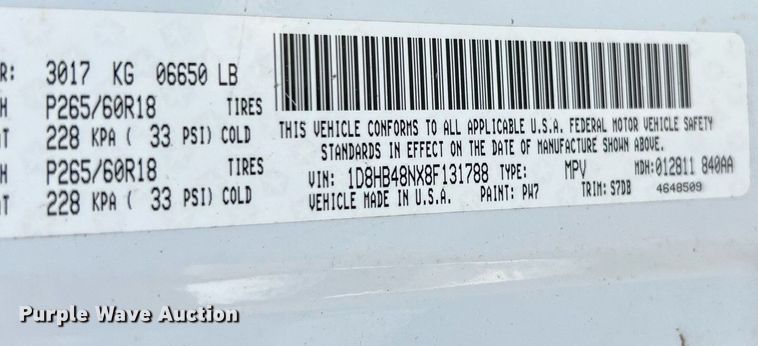 R: 3017 KG 06650 LB
H P265/60R18 TIRES
T 228 KPA ( 33 PSI) COLD
H P265/60R18 TIRES
T 228 KPA ( 33 PSI) COLD
THIS VEHICLE CONFORMS TO ALL APPLICABLE U.S.A. FEDERAL MOTOR VEHICLE SAFETY
STANDARDS IN EFFECT ON THE DATE OF MANUFACTURE SHOWN ABOVE.
VIN: 1D8HB48NX8F131788 TYPE: MPV MDH:012811 840AA
VEHICLE MADE IN U.S.A. PAINT: PW7 TRIM: S7DB 4648509
Purple Wave Auction